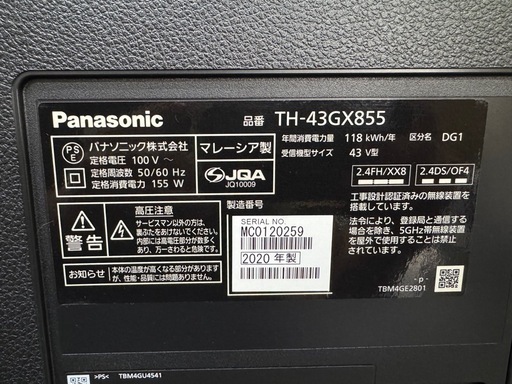 Panasonic
品番 TH-43GX855
PS E
パナソニック株式会社
定格電圧 100 V～
定格周波数 50/60 Hz
定格消費電力 155 W
マレーシア製
JQA
JQ10009
年間消費電力量 118 kWh/年 区分名 DG1
受信機型サイズ 43 V型
2.4FH/XX8
2.4DS/OF4
工事設計認証済みの無線装置を
搭載しています。
法令により、登録局と通信する
場合を除き、5GHz帯無線装置
を屋外で使用することは禁止
されています。
警告
高圧注意
サービスマン以外の方は、
裏ぶたをあけないでください。
内部には高電圧部分が数多く
あり、万一さわると危険です。
お知らせ
本体の温度が高くなる部分がありますが、
性能・品質には問題ありません。
製造番号
SERIAL NO.
MC0120259
2020 年製
- p -
TBM4GE2801
>PS< TBM4GU4541